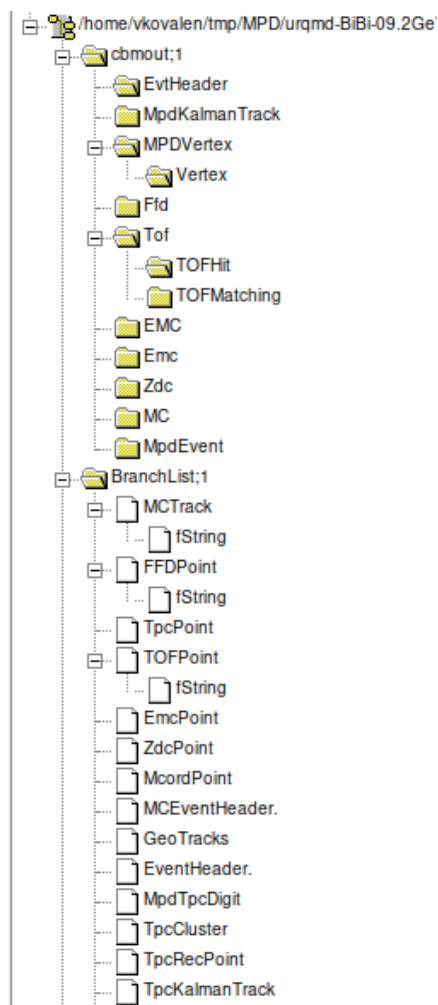 /home/vkovalen/tmp/MPD/urqmd-BiBi-09.2Ge
cbmout;1
EvtHeader
MpdKalmanTrack
MPDVertex
Vertex
Ffd
Tof
TOFHit
TOFMatching
EMC
Emc
Zdc
MC
MpdEvent
BranchList;1
MCTrack
fString
FFDPoint
fString
TpcPoint
TOFPoint
fString
EmcPoint
ZdcPoint
McordPoint
MCEventHeader.
GeoTracks
EventHeader.
MpdTpcDigit
TpcCluster
TpcRecPoint
TpcKalmanTrack